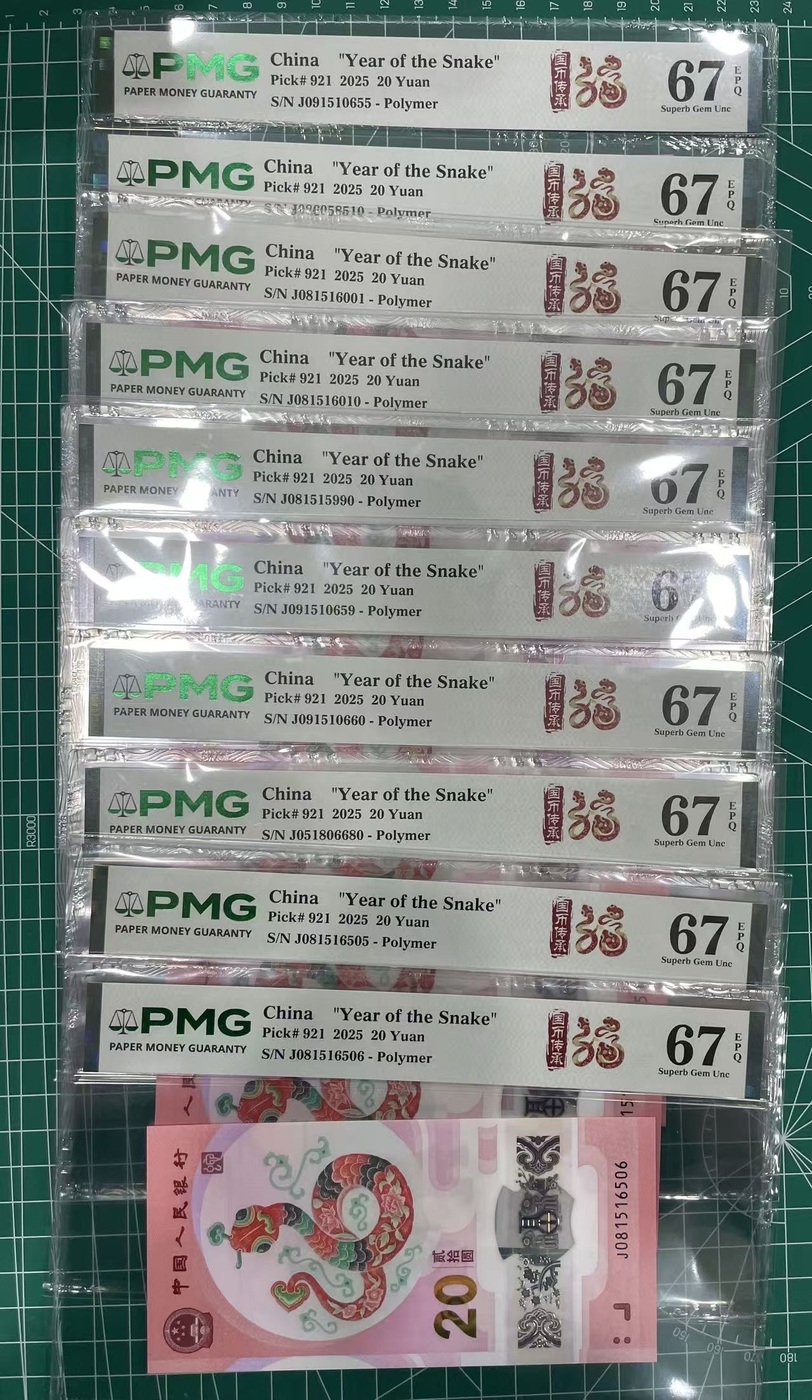 PMG
PAPER MONEY GUARANTY
China "Year of the Snake"
Pick# 921 2025 20 Yuan
S/N J091510655 - Polymer
国币传承
67
EPQ
Superb Gem Unc
PMG
China "Year of the Snake"
Pick# 921 2025 20 Yuan
- Polymer
国币传承
67
EPQ
Superb Gem Unc
PMG
PAPER MONEY GUARANTY
China "Year of the Snake"
Pick# 921 2025 20 Yuan
S/N J081516001 - Polymer
国币传承
67
EPQ
PMG
PAPER MONEY GUARANTY
China "Year of the Snake"
Pick# 921 2025 20 Yuan
S/N J081516010 - Polymer
国币传承
67
EPQ
Superb Gem Unc
PMG
PAPER MONEY GUARANTY
China "Year of the Snake"
Pick# 921 2025 20 Yuan
S/N J081515990 - Polymer
国币传承
67
EPQ
Superb Gem Unc
PMG
GUARANTY
China "Year of the Snake"
Pick# 921 2025 20 Yuan
S/N J091510659 - Polymer
国币传承
67
Superb
PMG
PAPER MONEY GUARANTY
China "Year of the Snake"
Pick# 921 2025 20 Yuan
S/N J091510660 - Polymer
国币传承
67
EPQ
Superb Gem Unc
PMG
PAPER MONEY GUARANTY
China "Year of the Snake"
Pick# 921 2025 20 Yuan
S/N J051806680 - Polymer
国币传承
67
EPQ
Superb Gem Unc
PMG
PAPER MONEY GUARANTY
China "Year of the Snake"
Pick# 921 2025 20 Yuan
S/N J081516505 - Polymer
国币传承
67
EPQ
Superb Gem Unc
PMG
PAPER MONEY GUARANTY
China "Year of the Snake"
Pick# 921 2025 20 Yuan
S/N J081516506 - Polymer
国币传承
67
EPQ
Superb Gem Unc
中国人民银行
贰拾圆
20
J081516506
R3000